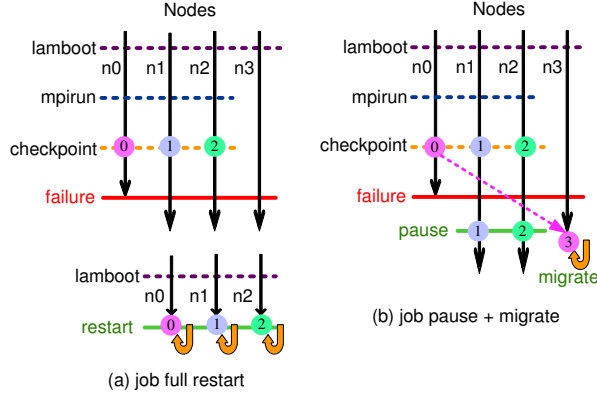 Nodes
lamboot
n0 n1 n2 n3
mpirun
checkpoint 0 1 2
failure
lamboot
n0 n1 n2
restart 0 1 2
(a) job full restart
Nodes
lamboot
n0 n1 n2 n3
mpirun
checkpoint 0 1 2
failure
pause 1 2 3
migrate
(b) job pause + migrate